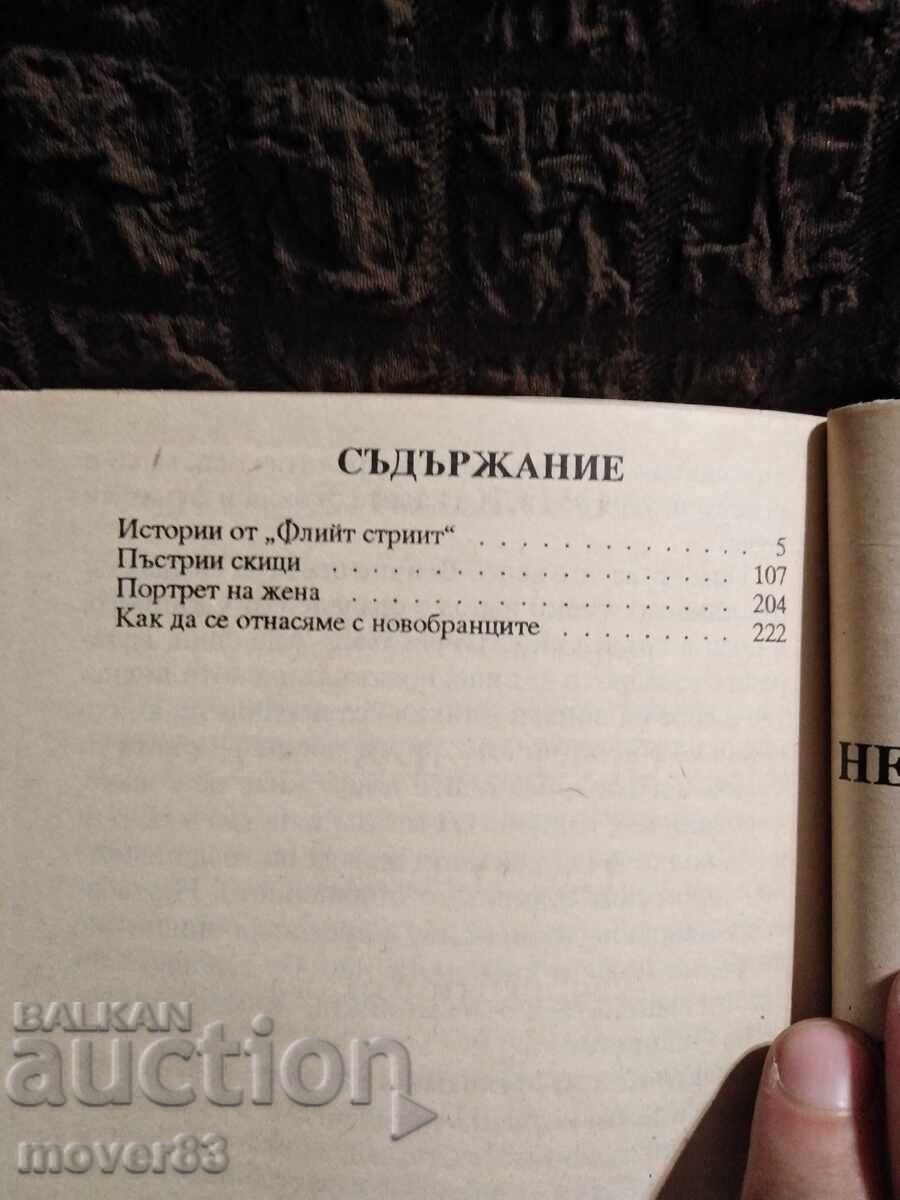 СЪДЪРЖАНИЕ
Истории от „Флийт стриит“ . . . . . . . . . . 5
Пъстрии скици . . . . . . . . . . . . . . . 107
Портрет на жена . . . . . . . . . . . . . . 204
Как да се отнасяме с новобранците . . . . . . . . . 222
НЕ
BALKAN
auction
mover83